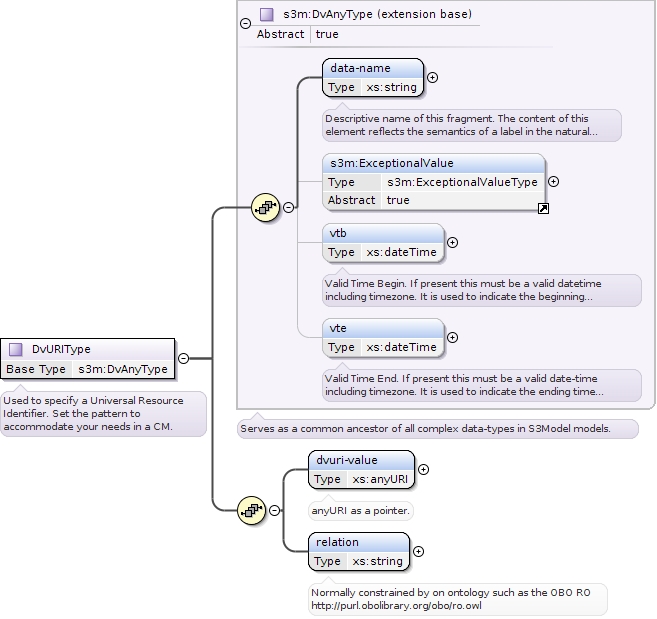 s3m:DvAnyType (extension base)
Abstract true
data-name
Type xs:string
Descriptive name of this fragment. The content of this
element reflects the semantics of a label in the natural...
s3m:ExceptionalValue
Type s3m:ExceptionalValueType
Abstract true
vtb
Type xs:dateTime
Valid Time Begin. If present this must be a valid datetime
including timezone. It is used to indicate the beginning...
vte
Type xs:dateTime
Valid Time End. If present this must be a valid date-time
including timezone. It is used to indicate the ending time...
DvURIType
Base Type s3m:DvAnyType
Used to specify a Universal Resource
Identifier. Set the pattern to
accommodate your needs in a CM.
Serves as a common ancestor of all complex data-types in S3Model models.
dvuri-value
Type xs:anyURI
anyURI as a pointer.
relation
Type xs:string
Normally constrained by on ontology such as the OBO RO
http://purl.obolibrary.org/obo/ro.owl